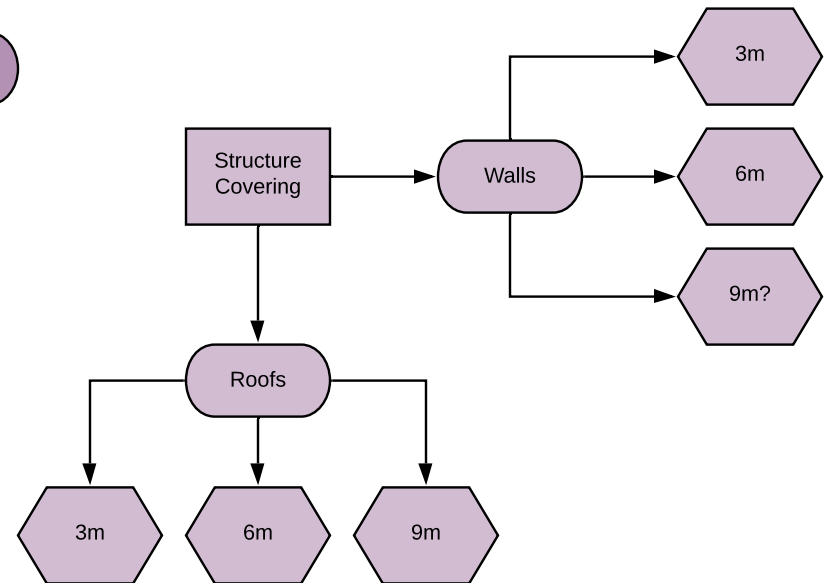 3m
Structure
Covering
Walls
6m
9m?
Roofs
3m
6m
9m